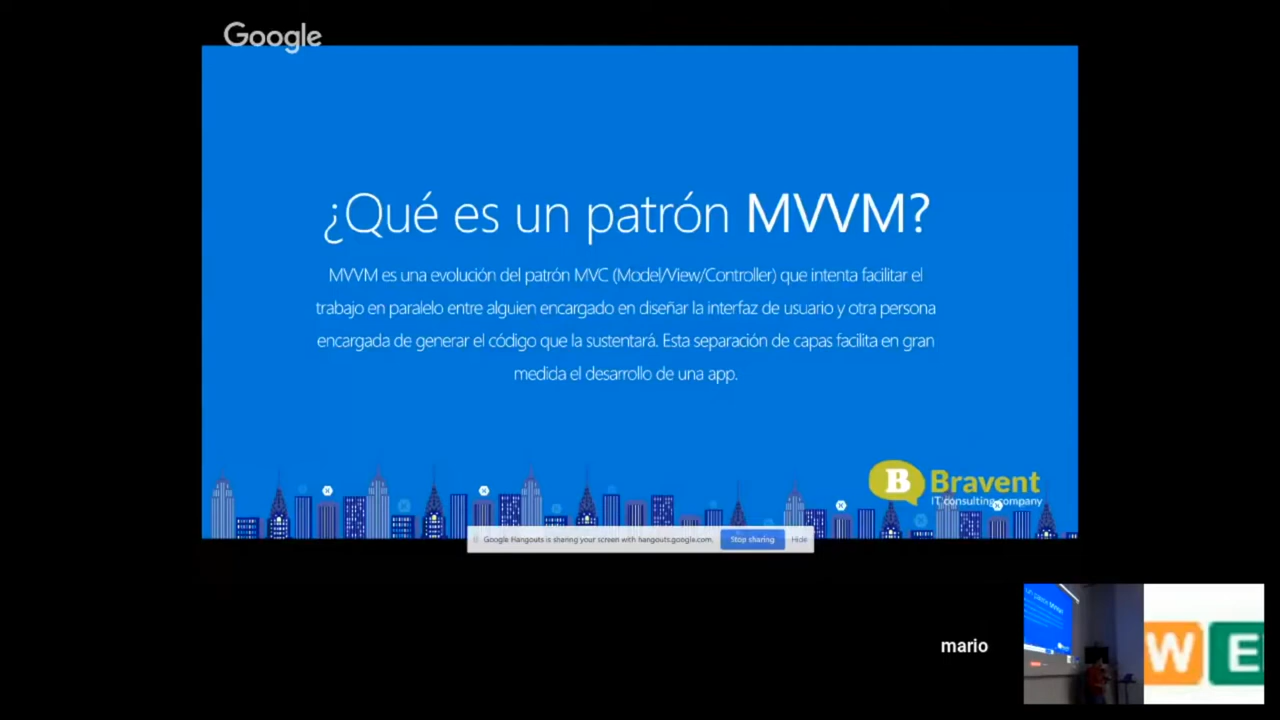 Google
¿Qué es un patrón MVVM?
MVVM es una evolución del patrón MVC (Model/View/Controller) que intenta facilitar el
trabajo en paralelo entre alguien encargado en diseñar la interfaz de usuario y otra persona
encargada de generar el código que la sustentará. Esta separación de capas facilita en gran
medida el desarrollo de una app.
B Bravent
IT consulting company
Google Hangouts is sharing your screen with hangouts.google.com. Stop sharing Hide
mario
W E